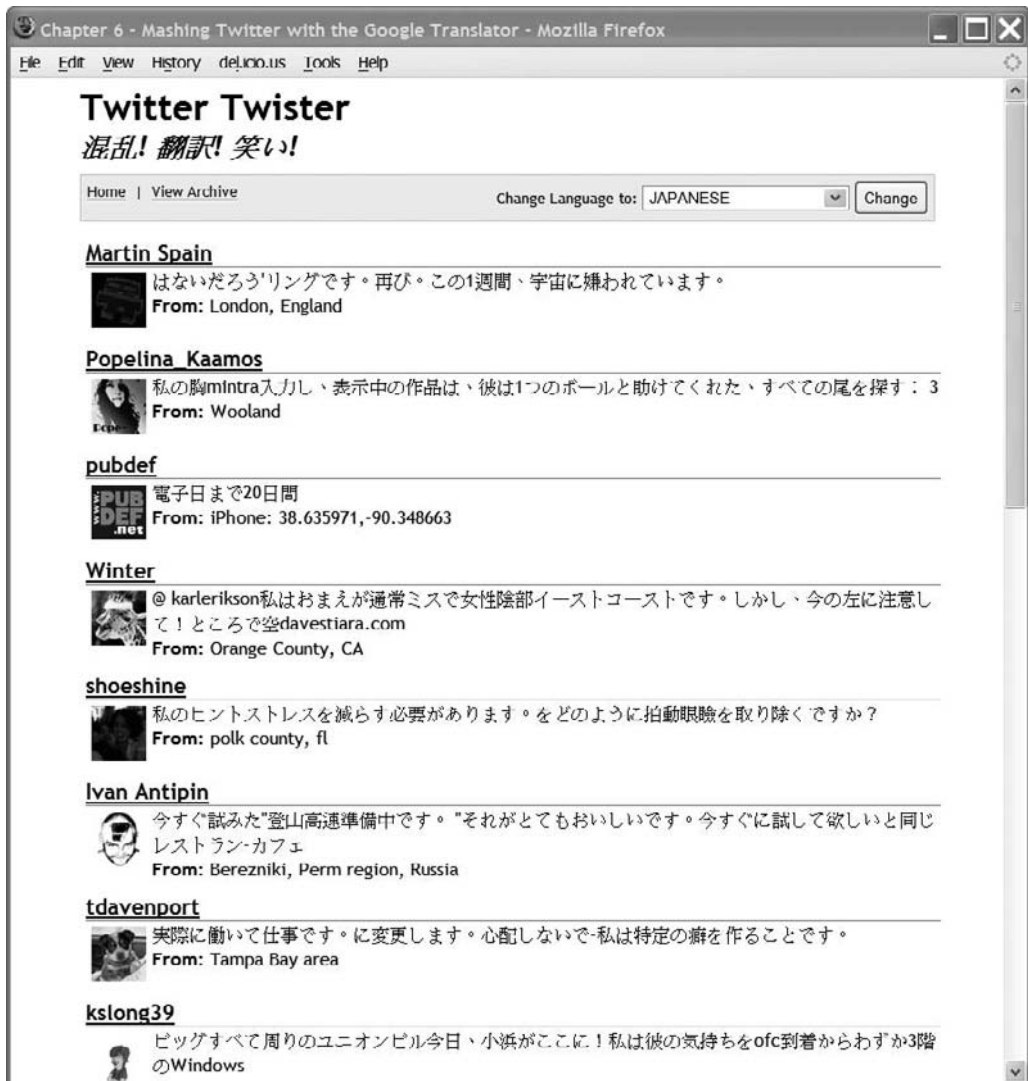 Chapter 6 - Mashing Twitter with the Google Translator - Mozilla Firefox
File Edit View History del.icio.us Tools Help
Twitter Twister
混乱! 翻訳! 笑い!
Home | View Archive Change Language to: JAPANESE Change
Martin Spain
はないだろう'リングです。再び。この1週間、宇宙に嫌われています。
From: London, England
Popelina_Kaamos
私の胸mintra入力し、表示中の作品は、彼は1つのボールと助けてくれた、すべての尾を探す: 3
From: Wooland
Pope
pubdef
電子日まで20日間
www.PUB
DEF
.net
From: iPhone: 38.635971,-90.348663
Winter
@ karlerikson私はおまえが通常ミスで女性陰部イーストコーストです。しかし、今の左に注意し
て!ところで空davestiara.com
From: Orange County, CA
shoeshine
私のヒントストレスを減らす必要があります。をどのように拍動眼瞼を取り除くですか?
From: polk county, fl
Ivan Antipin
今すぐ試みた"登山高速準備中です。 "それがとてもおいしいです。今すぐに試して欲しいと同じ
レストラン-カフェ
From: Berezniki, Perm region, Russia
tdavenport
実際に働いて仕事です。に変更します。心配しないで-私は特定の癖を作ることです。
From: Tampa Bay area
kslong39
ビッグすべて周りのユニオンビル今日、小浜がここに!私は彼の気持ちをofc到着からわずか3階
のWindows